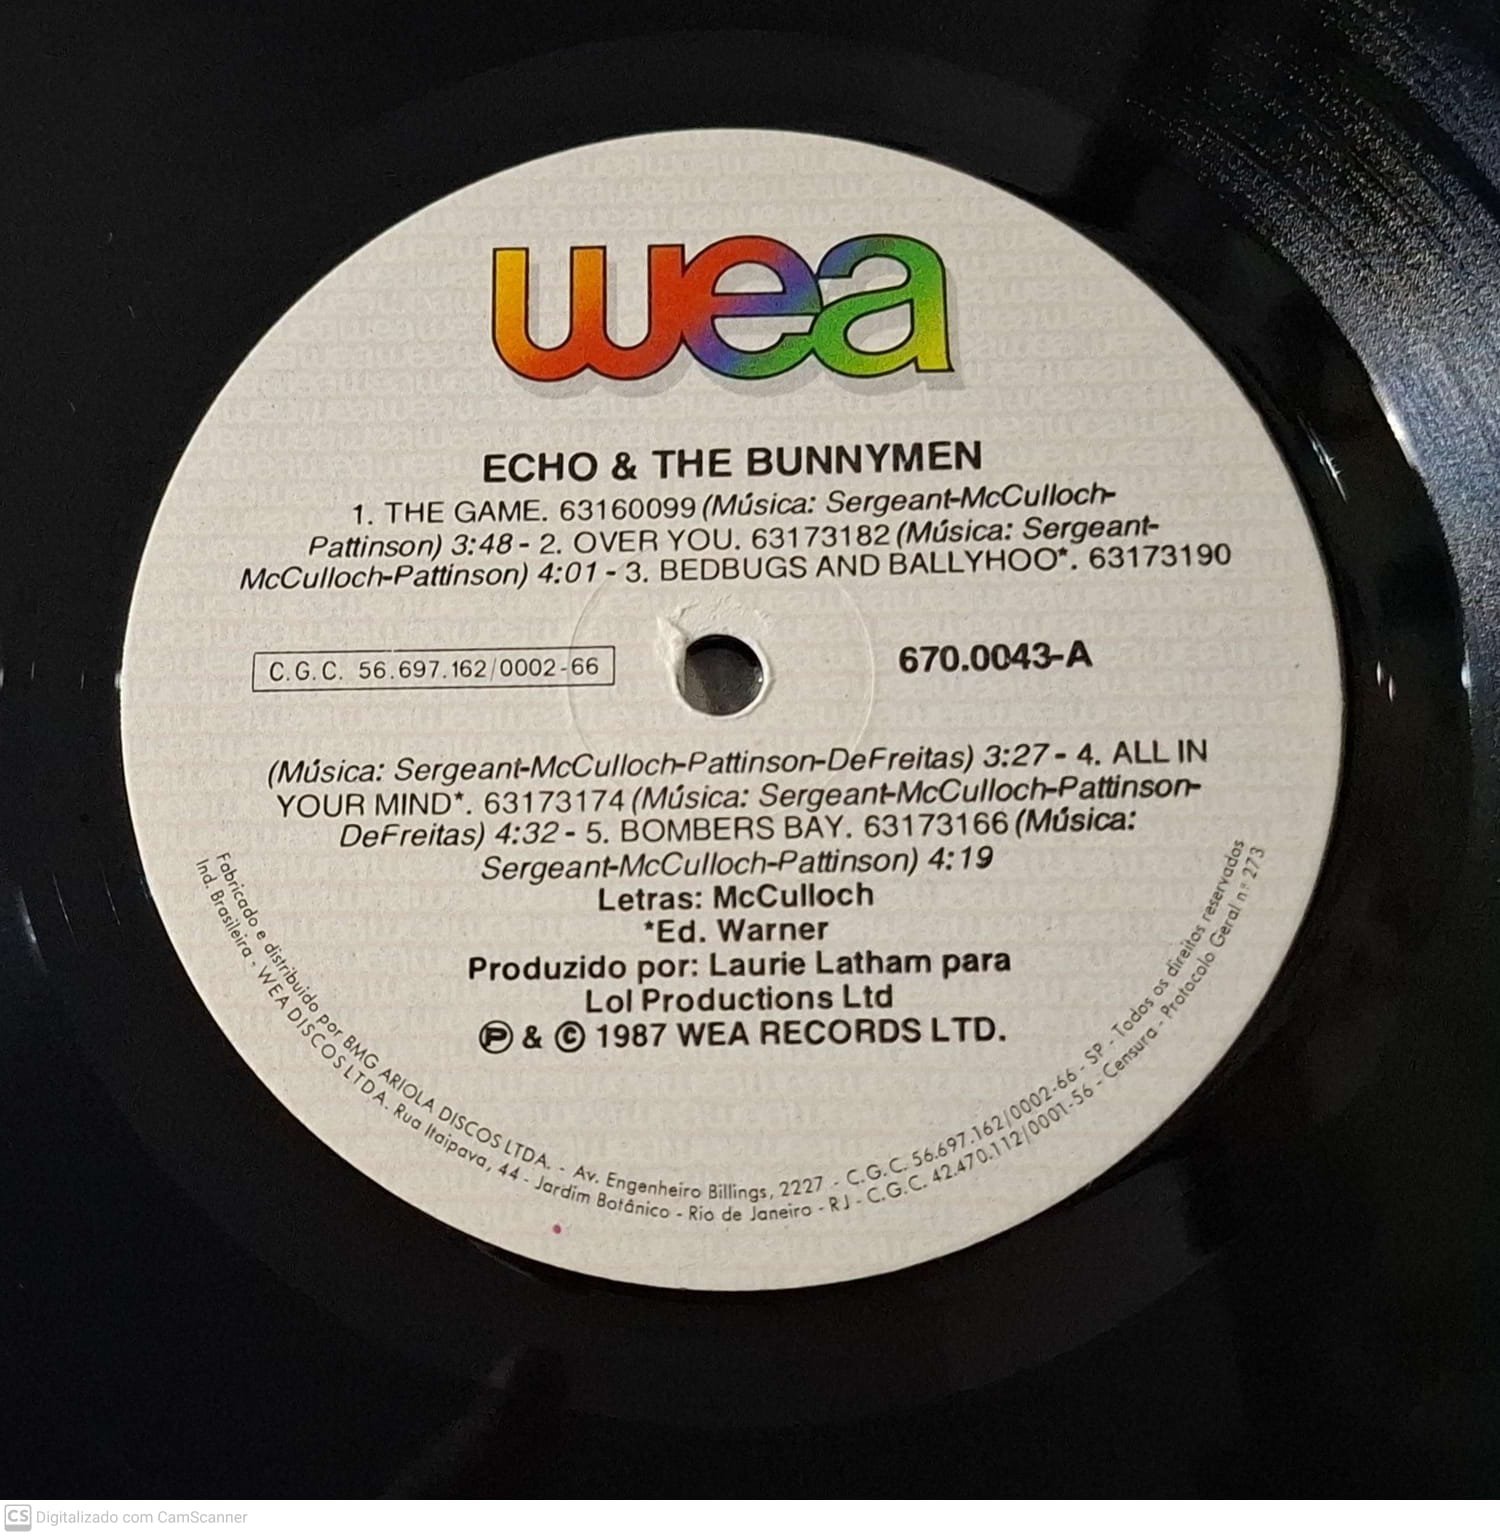 wea
ECHO & THE BUNNYMEN
1. THE GAME. 63160099 (Música: Sergeant-McCulloch-
Pattinson) 3:48 - 2. OVER YOU. 63173182 (Música: Sergeant-
McCulloch-Pattinson) 4:01 - 3. BEDBUGS AND BALLYHOO*. 63173190
C.G.C. 56.697.162/0002-66
670.0043-A
(Música: Sergeant-McCulloch-Pattinson-DeFreitas) 3:27 - 4. ALL IN
YOUR MIND*. 63173174 (Música: Sergeant-McCulloch-Pattinson-
DeFreitas) 4:32 - 5. BOMBERS BAY. 63173166 (Música:
Sergeant-McCulloch-Pattinson) 4:19
Letras: McCulloch
*Ed. Warner
Produzido por: Laurie Latham para
Lol Productions Ltd
Ⓟ & © 1987 WEA RECORDS LTD.
Fabricado e distribuído por BMG ARIOLA DISCOS LTDA. - Av. Engenheiro Billings, 2227 - C.G.C. 56.697.162/0002-66 - SP - Todos os direitos reservados
Ind. Brasileira - WEA DISCOS LTDA. Rua Itaipava, 44 - Jardim Botânico - Rio de Janeiro - RJ - C.G.C. 42.470.112/0001-56 - Censura - Protocolo Geral nº 273
CS Digitalizado com CamScanner